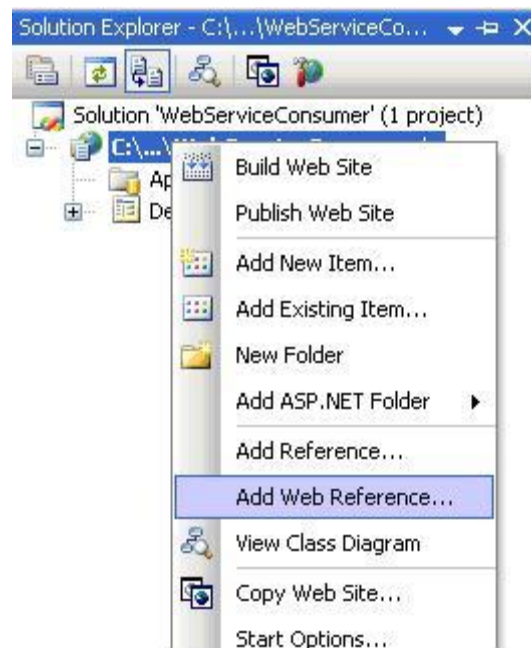 Solution Explorer - C:\...\WebServiceCo...
Solution 'WebServiceConsumer' (1 project)
C:\...\
Ap
De
Build Web Site
Publish Web Site
Add New Item...
Add Existing Item...
New Folder
Add ASP.NET Folder
Add Reference...
Add Web Reference...
View Class Diagram
Copy Web Site...
Start Options...